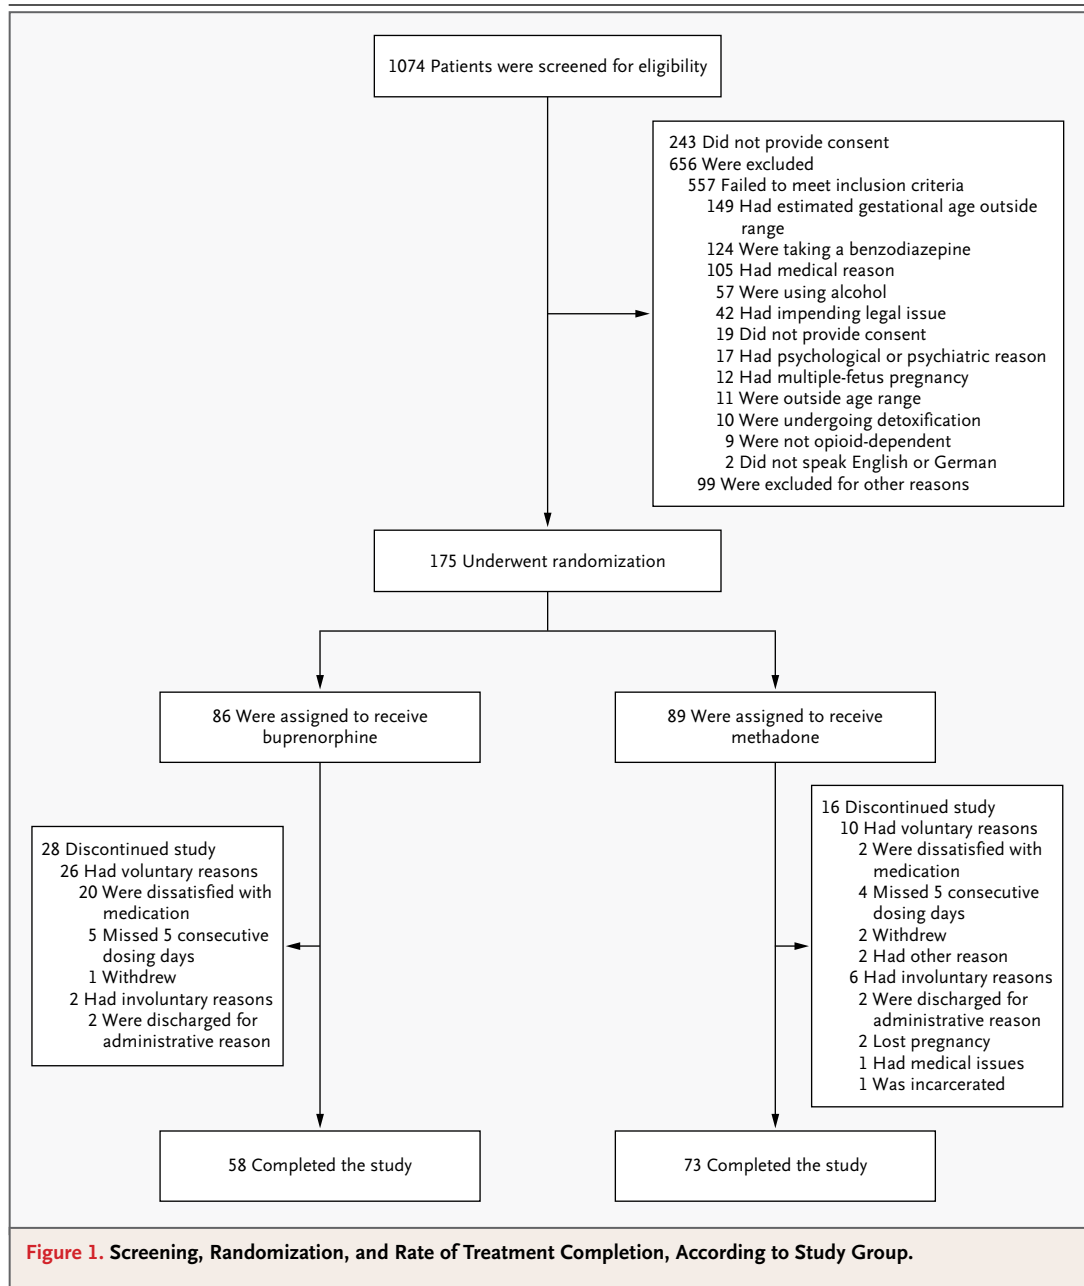 1074 Patients were screened for eligibility
243 Did not provide consent
656 Were excluded
557 Failed to meet inclusion criteria
149 Had estimated gestational age outside
range
124 Were taking a benzodiazepine
105 Had medical reason
57 Were using alcohol
42 Had impending legal issue
19 Did not provide consent
17 Had psychological or psychiatric reason
12 Had multiple-fetus pregnancy
11 Were outside age range
10 Were undergoing detoxification
9 Were not opioid-dependent
2 Did not speak English or German
99 Were excluded for other reasons
175 Underwent randomization
86 Were assigned to receive
buprenorphine
89 Were assigned to receive
methadone
28 Discontinued study
26 Had voluntary reasons
20 Were dissatisfied with
medication
5 Missed 5 consecutive
dosing days
1 Withdrew
2 Had involuntary reasons
2 Were discharged for
administrative reason
16 Discontinued study
10 Had voluntary reasons
2 Were dissatisfied with
medication
4 Missed 5 consecutive
dosing days
2 Withdrew
2 Had other reason
6 Had involuntary reasons
2 Were discharged for
administrative reason
2 Lost pregnancy
1 Had medical issues
1 Was incarcerated
58 Completed the study
73 Completed the study
Figure 1. Screening, Randomization, and Rate of Treatment Completion, According to Study Group.